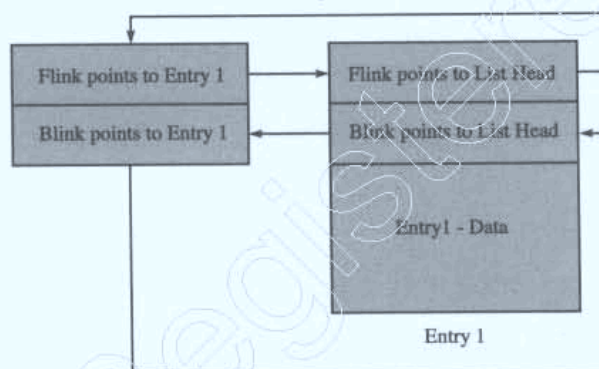 Flink points to Entry 1
Flink points to List Head
Blink points to Entry 1
Blink points to List Head
Entry1 - Data
Entry 1